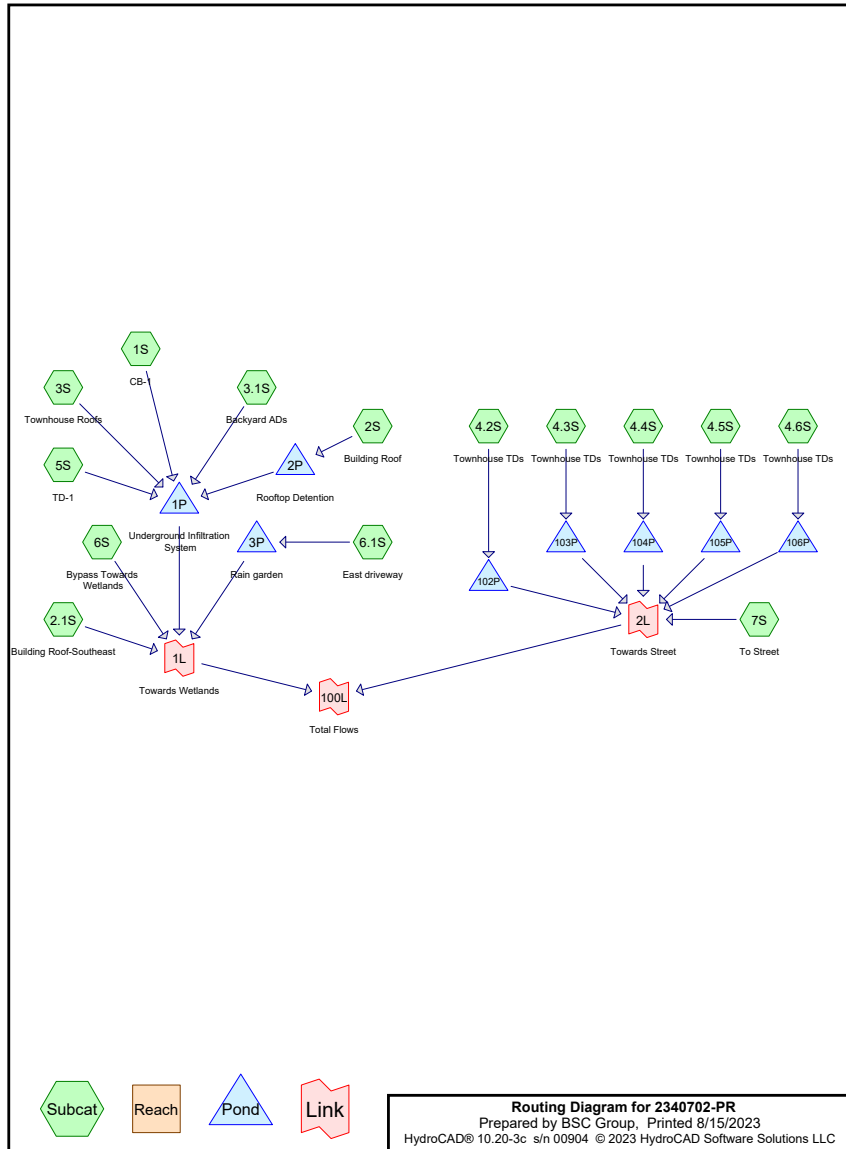 1S
CB-1
3S
Townhouse Roofs
3.1S
Backyard ADs
2S
Building Roof
5S
TD-1
2P
Rooftop Detention
1P
Underground Infiltration
System
6S
Bypass Towards
Wetlands
3P
Rain garden
6.1S
East driveway
2.1S
Building Roof-Southeast
1L
Towards Wetlands
100L
Total Flows
4.2S
Townhouse TDs
4.3S
Townhouse TDs
4.4S
Townhouse TDs
4.5S
Townhouse TDs
4.6S
Townhouse TDs
102P
103P
104P
105P
106P
2L
Towards Street
7S
To Street
Subcat
Reach
Pond
Link
Routing Diagram for 2340702-PR
Prepared by BSC Group, Printed 8/15/2023
HydroCAD® 10.20-3c s/n 00904 © 2023 HydroCAD Software Solutions LLC